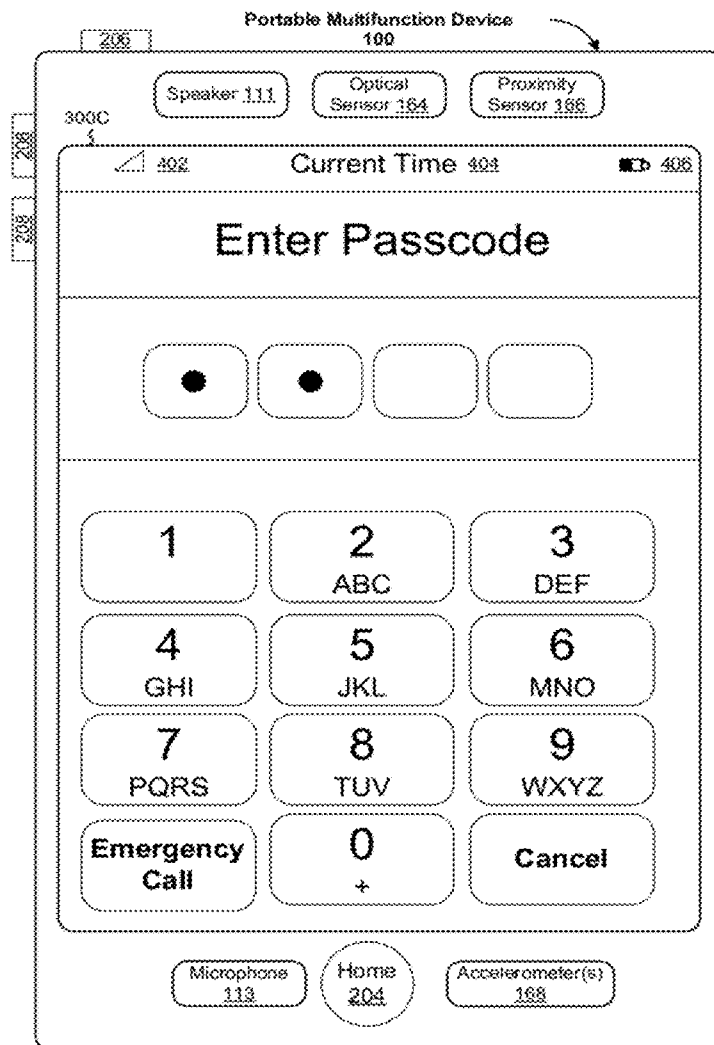 Portable Multifunction Device
100
206
Speaker 111
Optical
Sensor 164
Proximity
Sensor 166
300C
208
208
402
Current Time 404
406
Enter Passcode
1
2
3
ABC
DEF
4
5
6
GHI
JKL
MNO
7
8
9
PQRS
TUV
WXYZ
Emergency
Call
0
+
Cancel
Microphone
113
Home
204
Accelerometer(s)
168